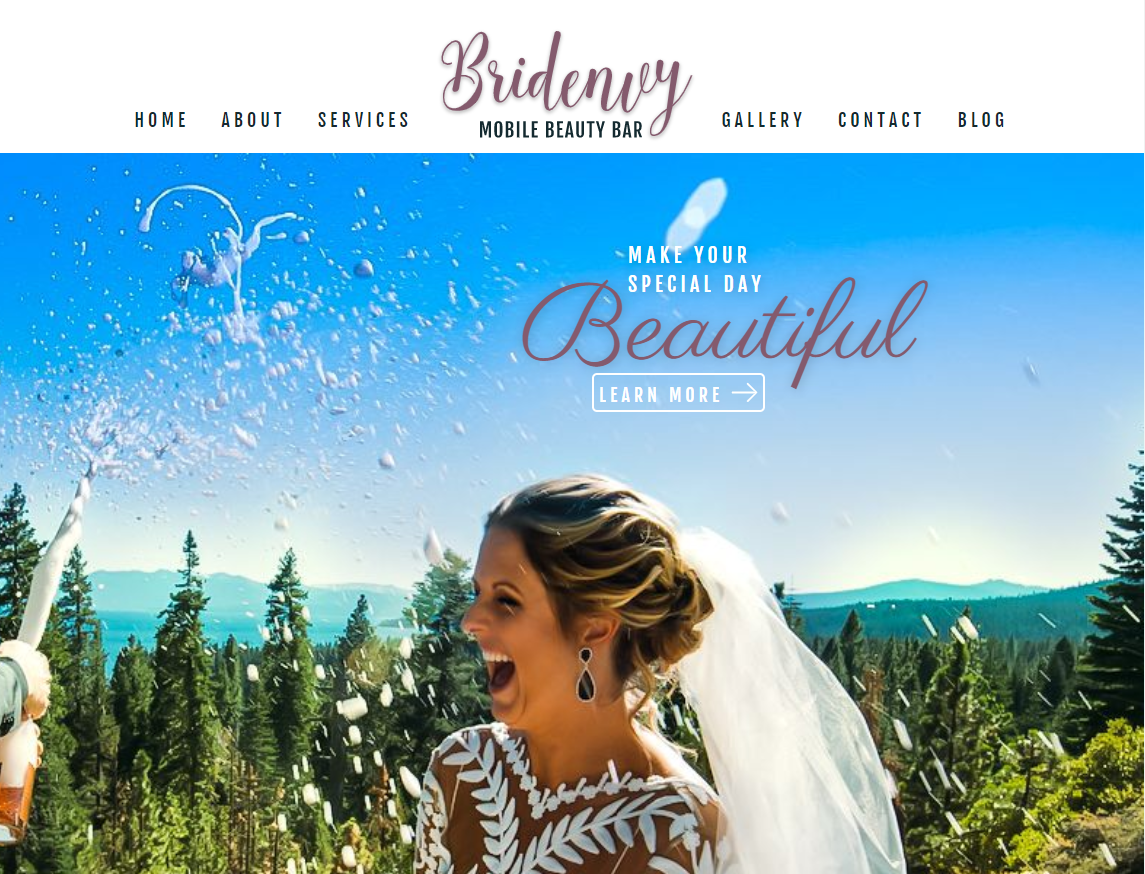 Bridenvy
MOBILE BEAUTY BAR
HOME ABOUT SERVICES GALLERY CONTACT BLOG
MAKE YOUR
SPECIAL DAY
Beautiful
LEARN MORE